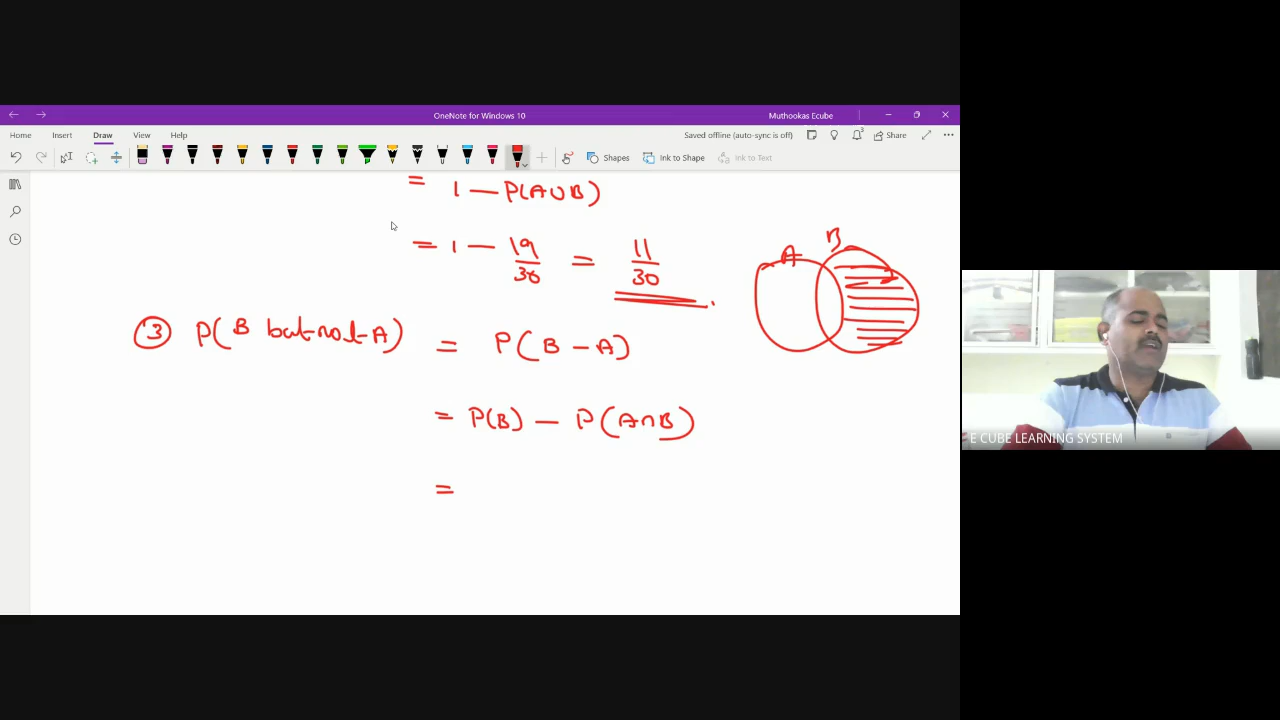 OneNote for Windows 10
Muthookas Ecube
Home Insert Draw View Help
Saved offline (auto-sync is off)
3
Share
Shapes
Ink to Shape
Ink to Text
= 1 — P(A∪B)
= 1 — 19/30 = 11/30
A B
③ P(B but not A) = P(B – A)
= P(B) — P(A∩B)
=
E CUBE LEARNING SYSTEM